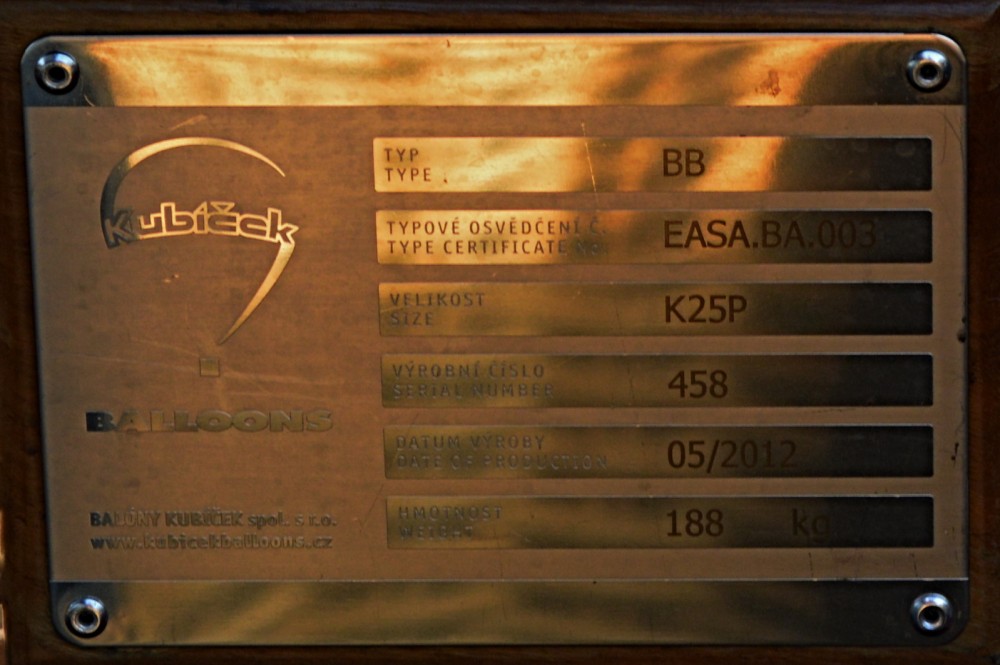 Kubíček
BALLOONS
BALÓNY KUBÍČEK spol. s r.o.
www.kubicekballoons.cz
TYP
TYPE
BB
TYPOVÉ OSVĚDČENÍ Č.
TYPE CERTIFICATE
EASA.BA.003
VELIKOST
SIZE
K25P
VÝROBNÍ ČÍSLO
SERIAL NUMBER
458
DATUM VÝROBY
DATE OF PRODUCTION
05/2012
HMOTNOST
WEIGHT
188 kg